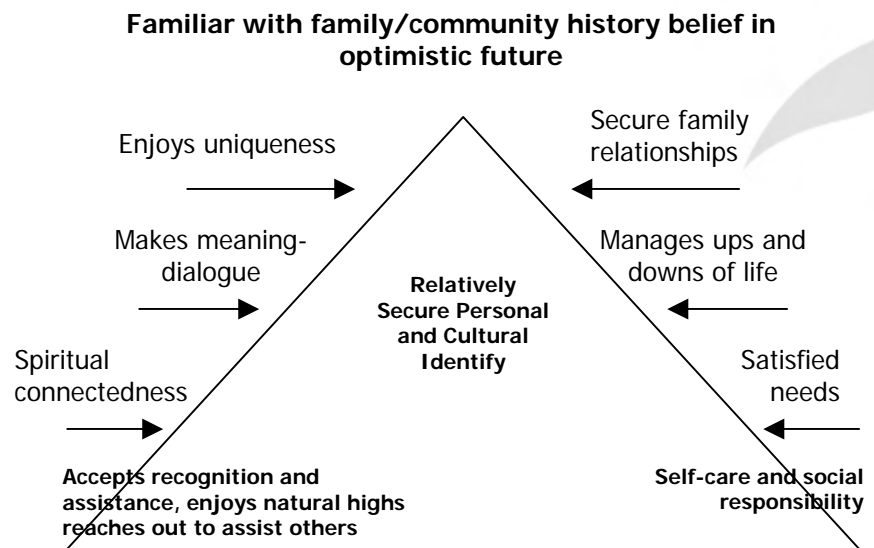 Familiar with family/community history belief in
optimistic future
Enjoys uniqueness
Secure family
relationships
Makes meaning-
dialogue
Manages ups and
downs of life
Relatively
Secure Personal
and Cultural
Identify
Spiritual
connectedness
Satisfied
needs
Accepts recognition and
assistance, enjoys natural highs
reaches out to assist others
Self-care and social
responsibility